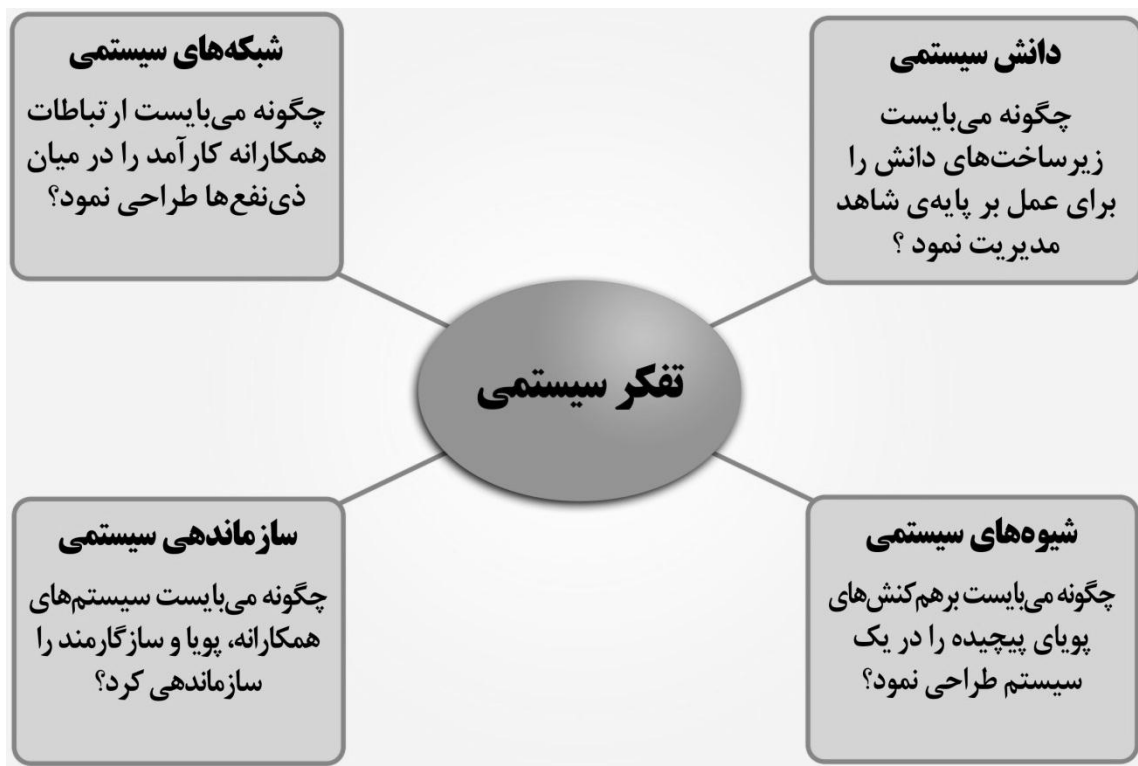 دانش سیستمی
چگونه می‌بایست
زیرساخت‌های دانش را
برای عمل بر پایه‌ی شاهد
مدیریت نمود ؟
شبکه‌های سیستمی
چگونه می‌بایست ارتباطات
همکارانه کارآمد را در میان
ذی‌نفع‌ها طراحی نمود؟
تفکر سیستمی
شیوه‌های سیستمی
چگونه می‌بایست برهم‌کنش‌های
پویای پیچیده را در یک
سیستم طراحی نمود؟
سازماندهی سیستمی
چگونه می‌بایست سیستم‌های
همکارانه، پویا و سازگارمند را
سازماندهی کرد؟